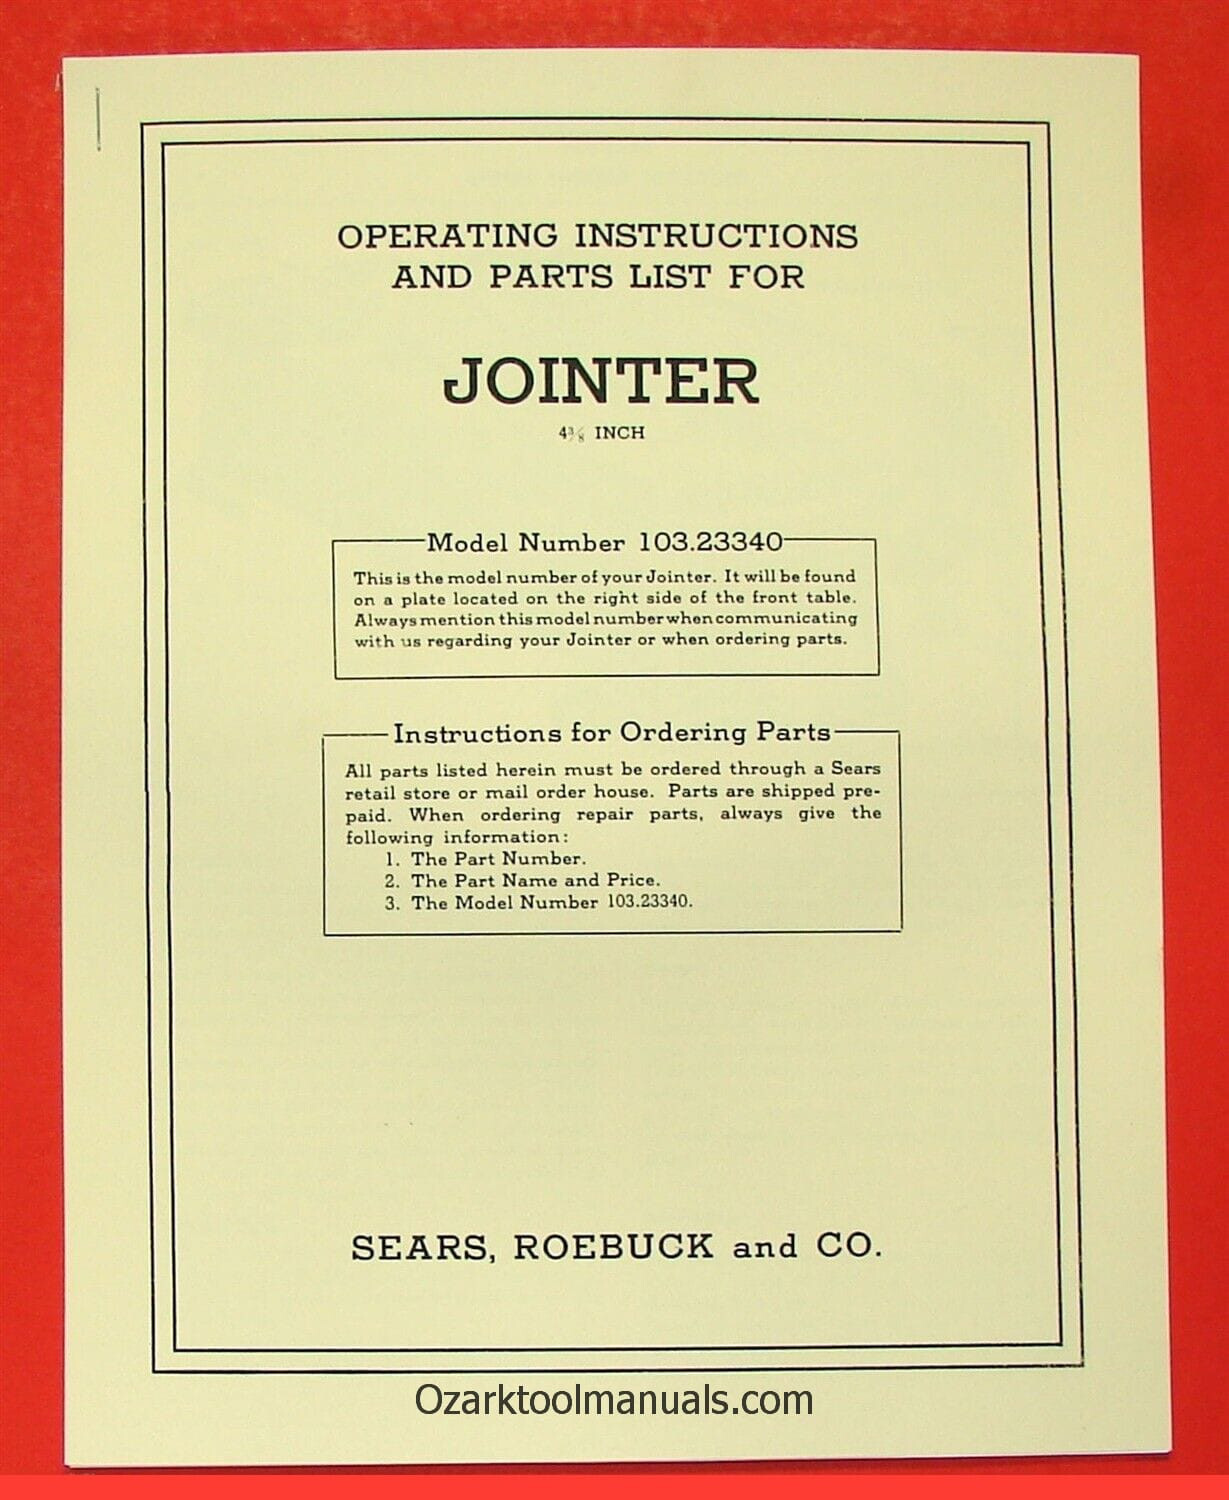 OPERATING INSTRUCTIONS
AND PARTS LIST FOR
JOINTER
4⅜ INCH
Model Number 103.23340
This is the model number of your Jointer. It will be found
on a plate located on the right side of the front table.
Always mention this model number when communicating
with us regarding your Jointer or when ordering parts.
Instructions for Ordering Parts
All parts listed herein must be ordered through a Sears
retail store or mail order house. Parts are shipped pre-
paid. When ordering repair parts, always give the
following information:
1. The Part Number.
2. The Part Name and Price.
3. The Model Number 103.23340.
SEARS, ROEBUCK and CO.
Ozarktoolmanuals.com